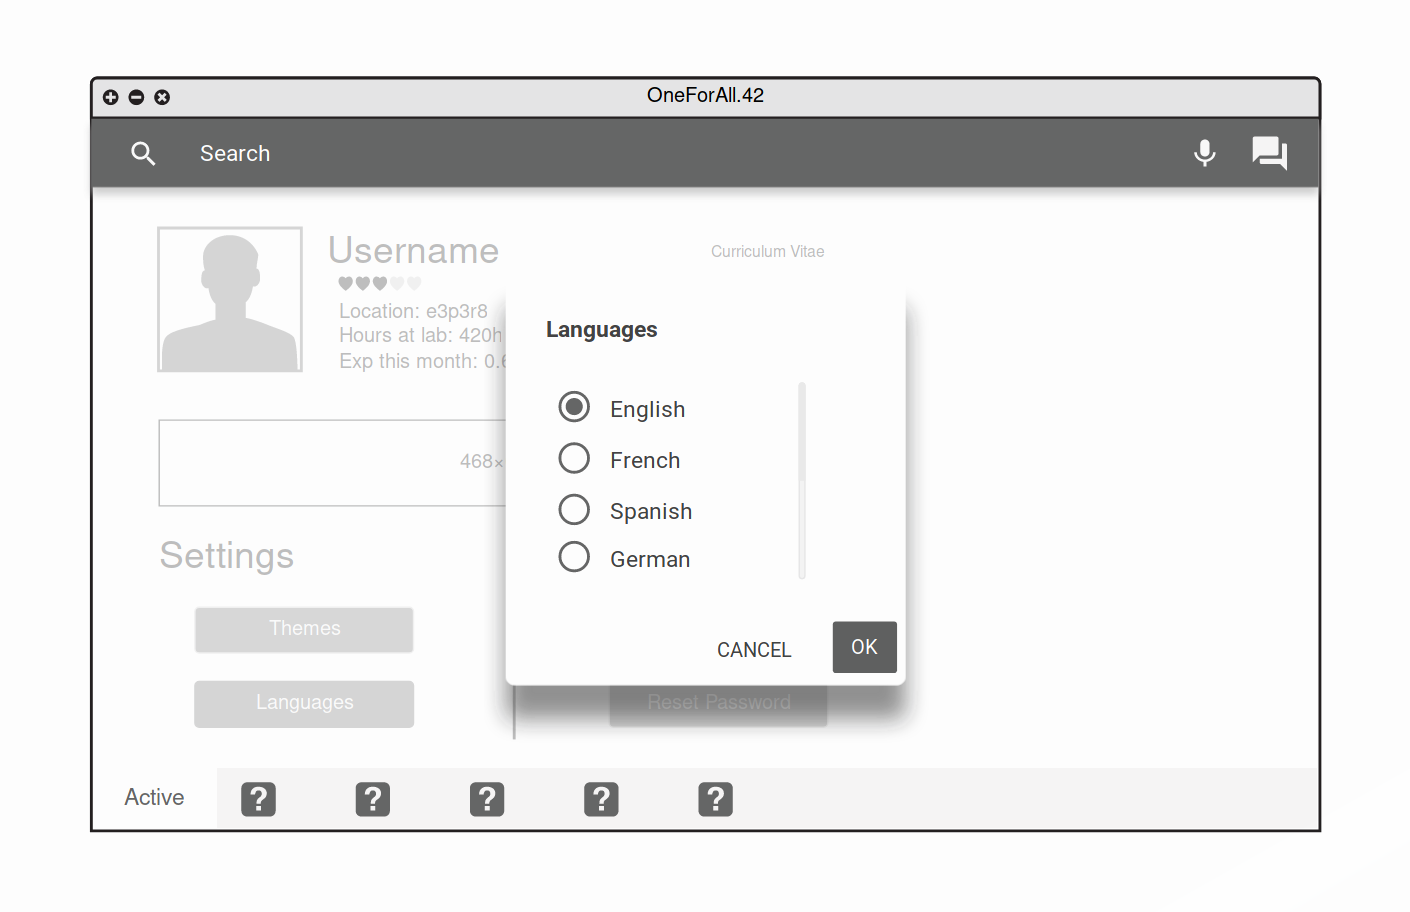 OneForAll.42
Search
Username
Curriculum Vitae
Location: e3p3r8
Hours at lab: 420h
Exp this month: 0.6
Languages
English
French
Spanish
German
CANCEL
OK
468×
Settings
Themes
Languages
Reset Password
Active